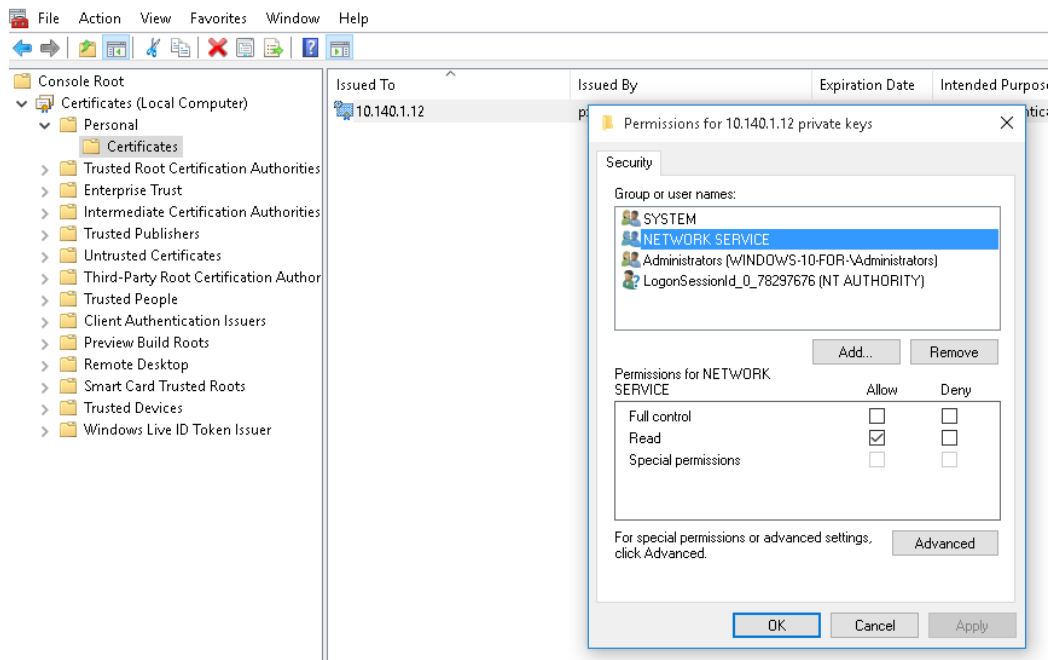 File Action View Favorites Window Help
Console Root
Certificates (Local Computer)
Personal
Certificates
Trusted Root Certification Authorities
Enterprise Trust
Intermediate Certification Authorities
Trusted Publishers
Untrusted Certificates
Third-Party Root Certification Author
Trusted People
Client Authentication Issuers
Preview Build Roots
Remote Desktop
Smart Card Trusted Roots
Trusted Devices
Windows Live ID Token Issuer
Issued To Issued By Expiration Date Intended Purpose
10.140.1.12
Permissions for 10.140.1.12 private keys
Security
Group or user names:
SYSTEM
NETWORK SERVICE
Administrators (WINDOWS-10-FOR-\Administrators)
LogonSessionId_0_78297676 (NT AUTHORITY)
Add... Remove
Permissions for NETWORK
SERVICE Allow Deny
Full control
Read
Special permissions
For special permissions or advanced settings,
click Advanced.
Advanced
OK Cancel Apply